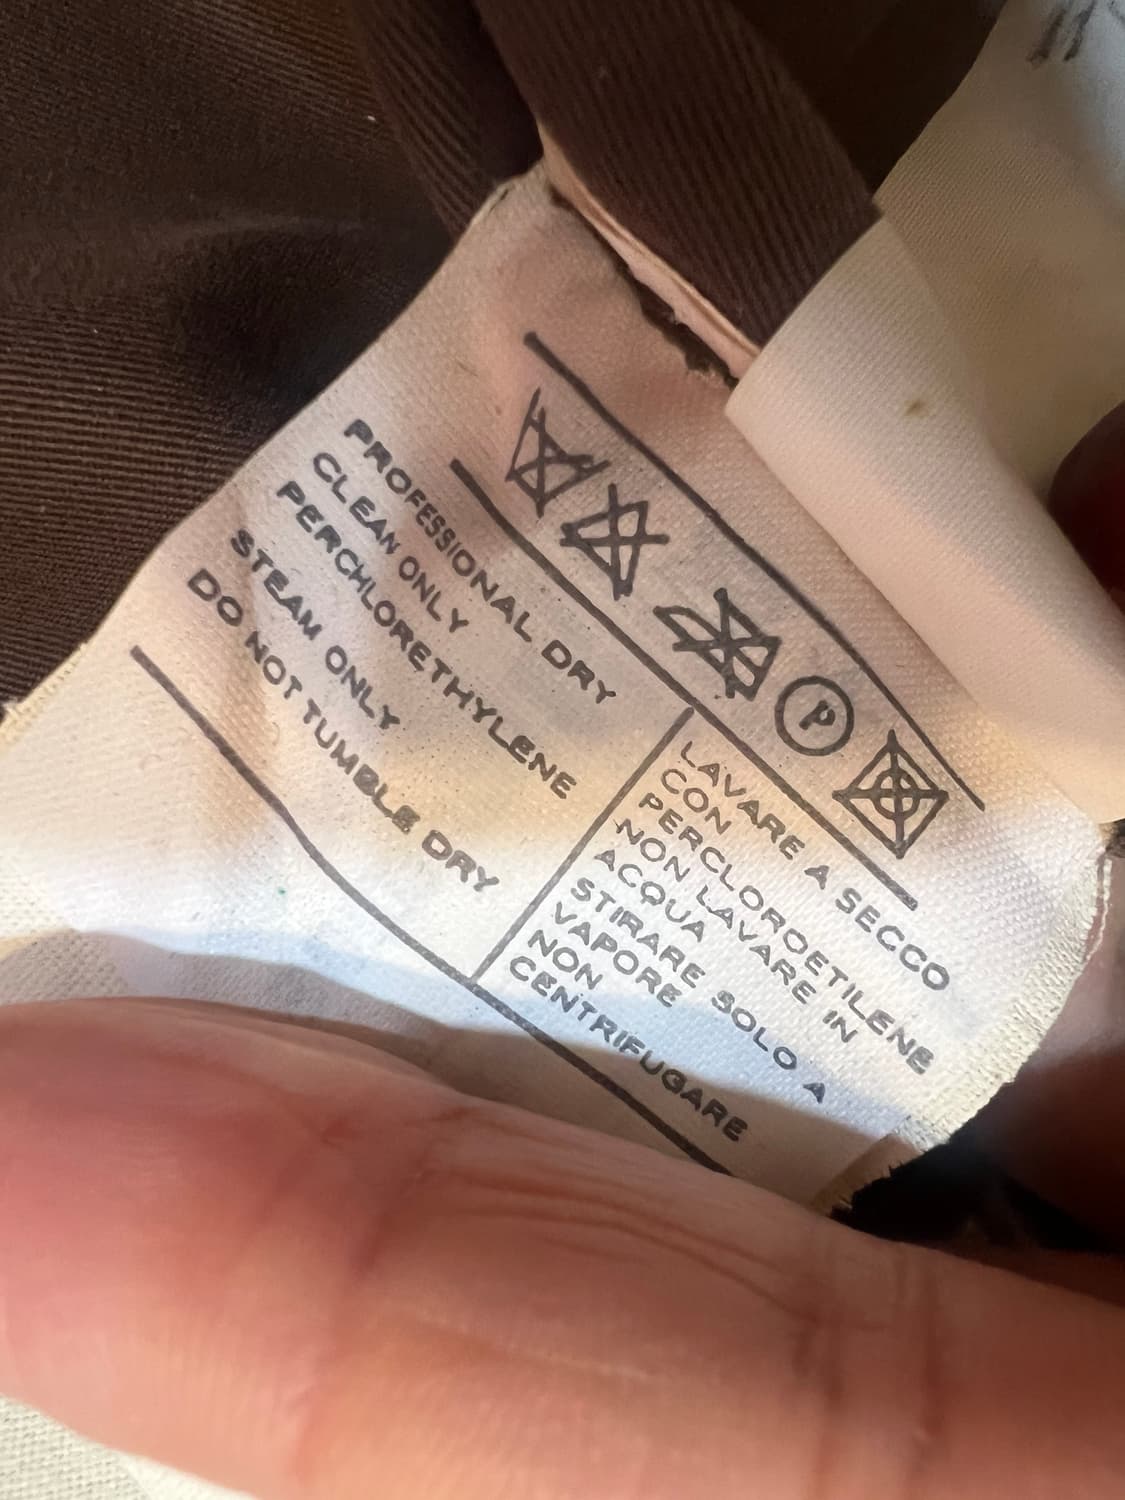 P
PROFESSIONAL DRY
CLEAN ONLY
PERCHLORETHYLENE
STEAM ONLY
DO NOT TUMBLE DRY
LAVARE A SECCO
CON
PERCLOROETILENE
NON LAVARE IN
ACQUA
STIRARE SOLO A
VAPORE
NON
CENTRIFUGARE